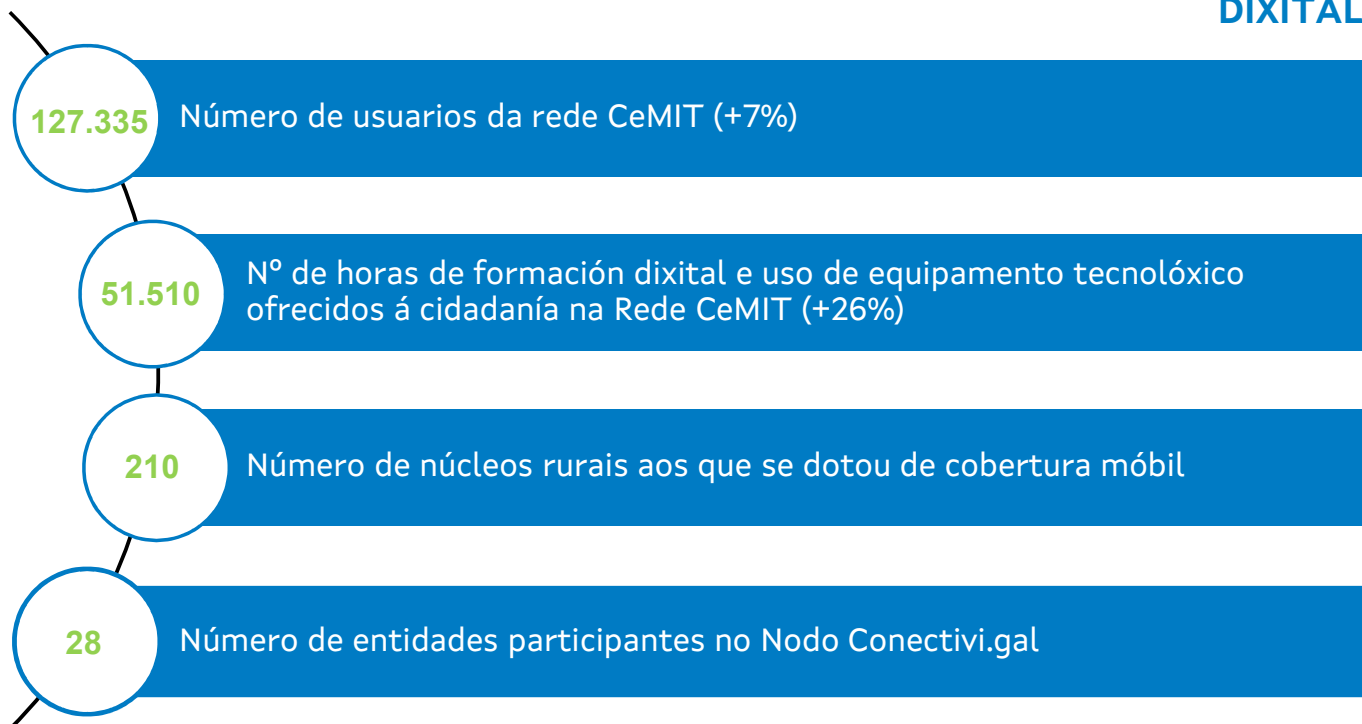 DIXITAL
127.335
Número de usuarios da rede CeMIT (+7%)
51.510
Nº de horas de formación dixital e uso de equipamento tecnolóxico
ofrecidos á cidadanía na Rede CeMIT (+26%)
210
Número de núcleos rurais aos que se dotou de cobertura móbil
28
Número de entidades participantes no Nodo Conectivi.gal